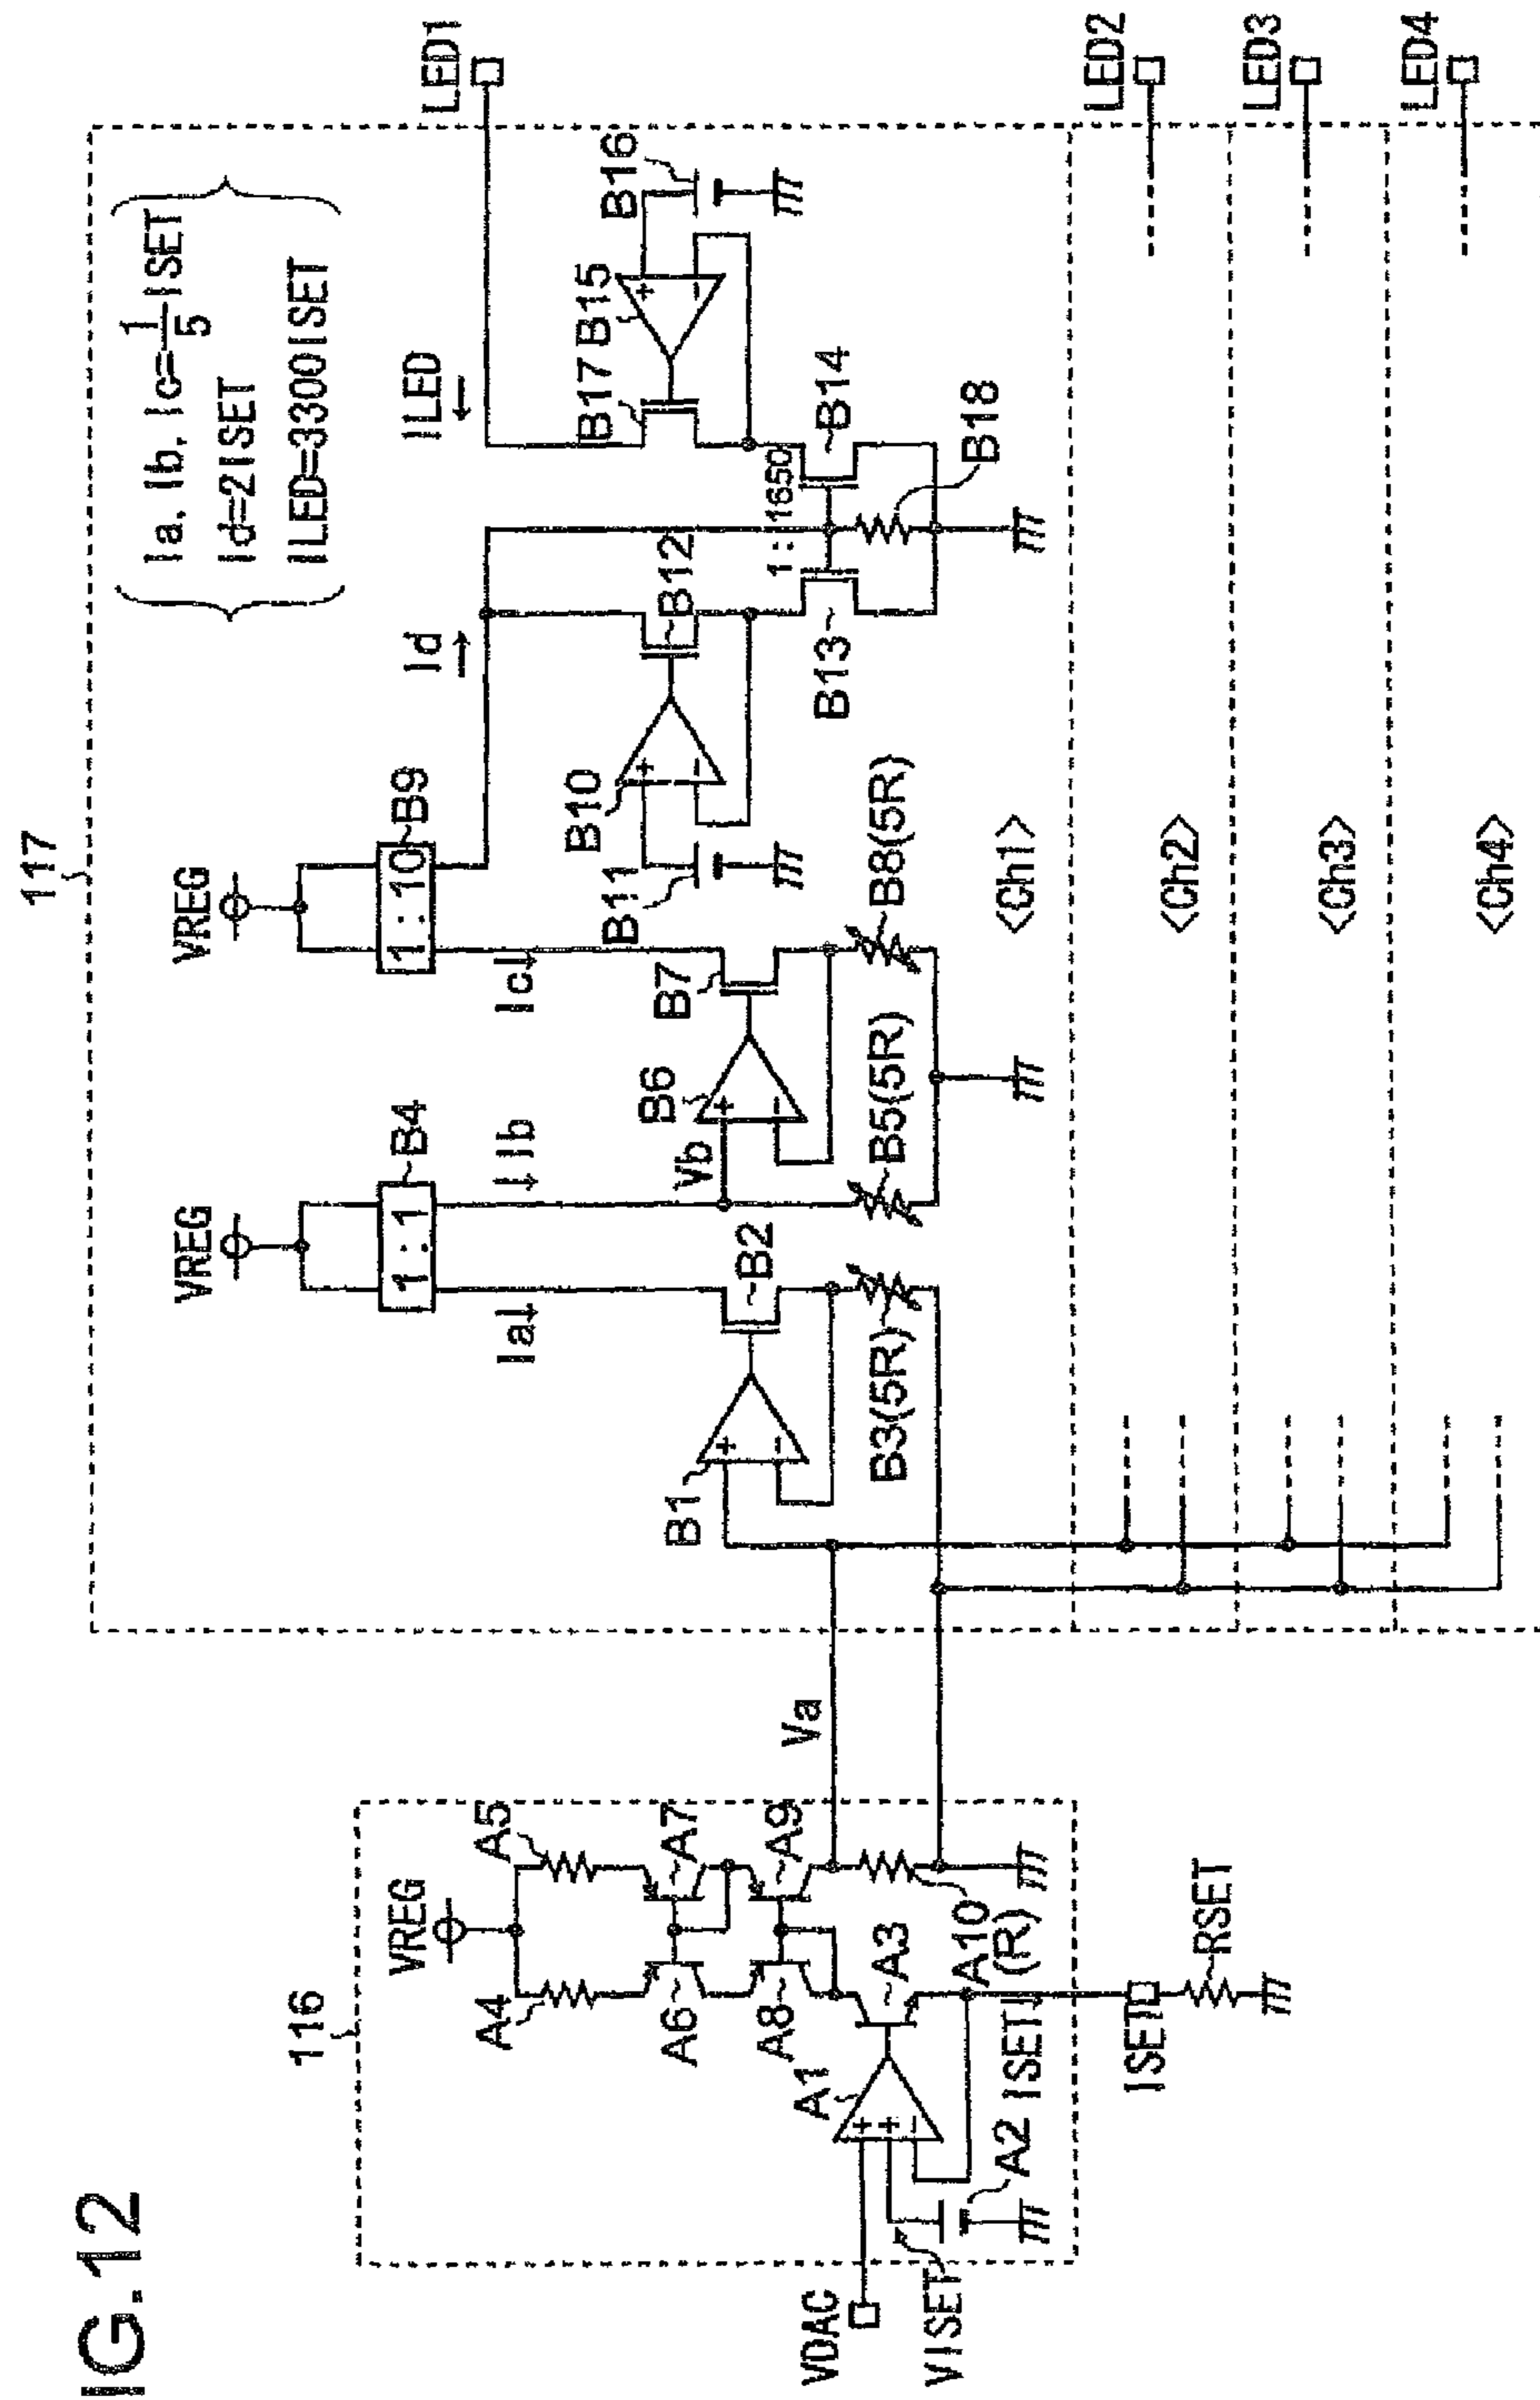 IG.12
116
VREG
A4
A5
A6
A7
A8
A9
A1
A3
A10
(R)
A2
ISET↓
VDAC
VISET
ISET
RSET
Va
117
VREG
1 : 1
B4
Ia↓
↓Ib
B1
B2
B3(5R)
Vb
B5(5R)
B6
VREG
1 : 10
B9
Ic↓
B7
B8(5R)
Id
→
B10
B11
B12
B13
1 : 1650
B14
B18
ILED
←
B17
B15
B16
Ia, Ib, Ic=1/5 ISET
Id=2ISET
ILED=3300ISET
LED1
LED2
LED3
LED4
<Ch1>
<Ch2>
<Ch3>
<Ch4>